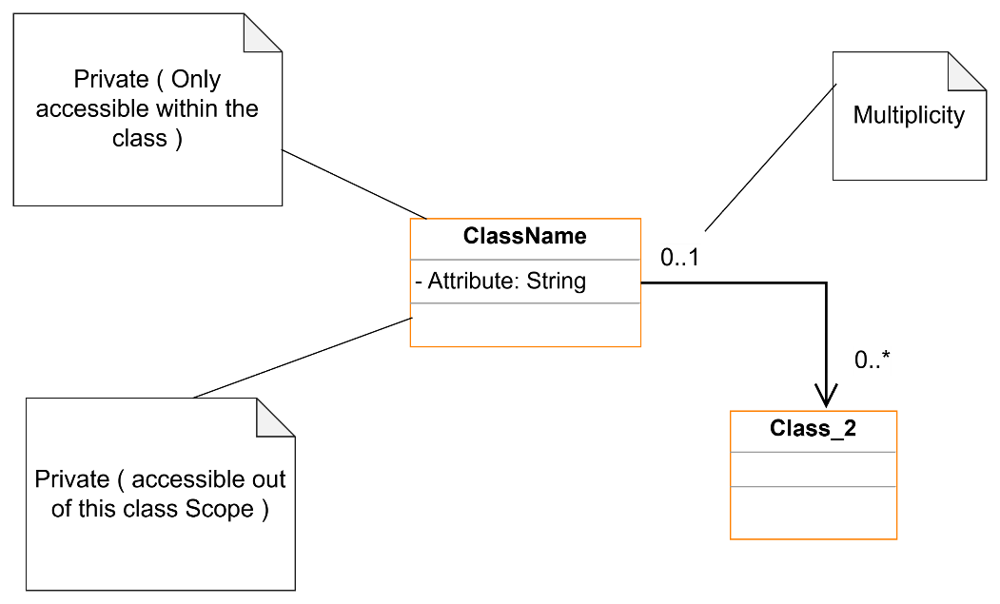 Private ( Only
accessible within the
class )
Multiplicity
ClassName
- Attribute: String
0..1
0..*
Class_2
Private ( accessible out
of this class Scope )